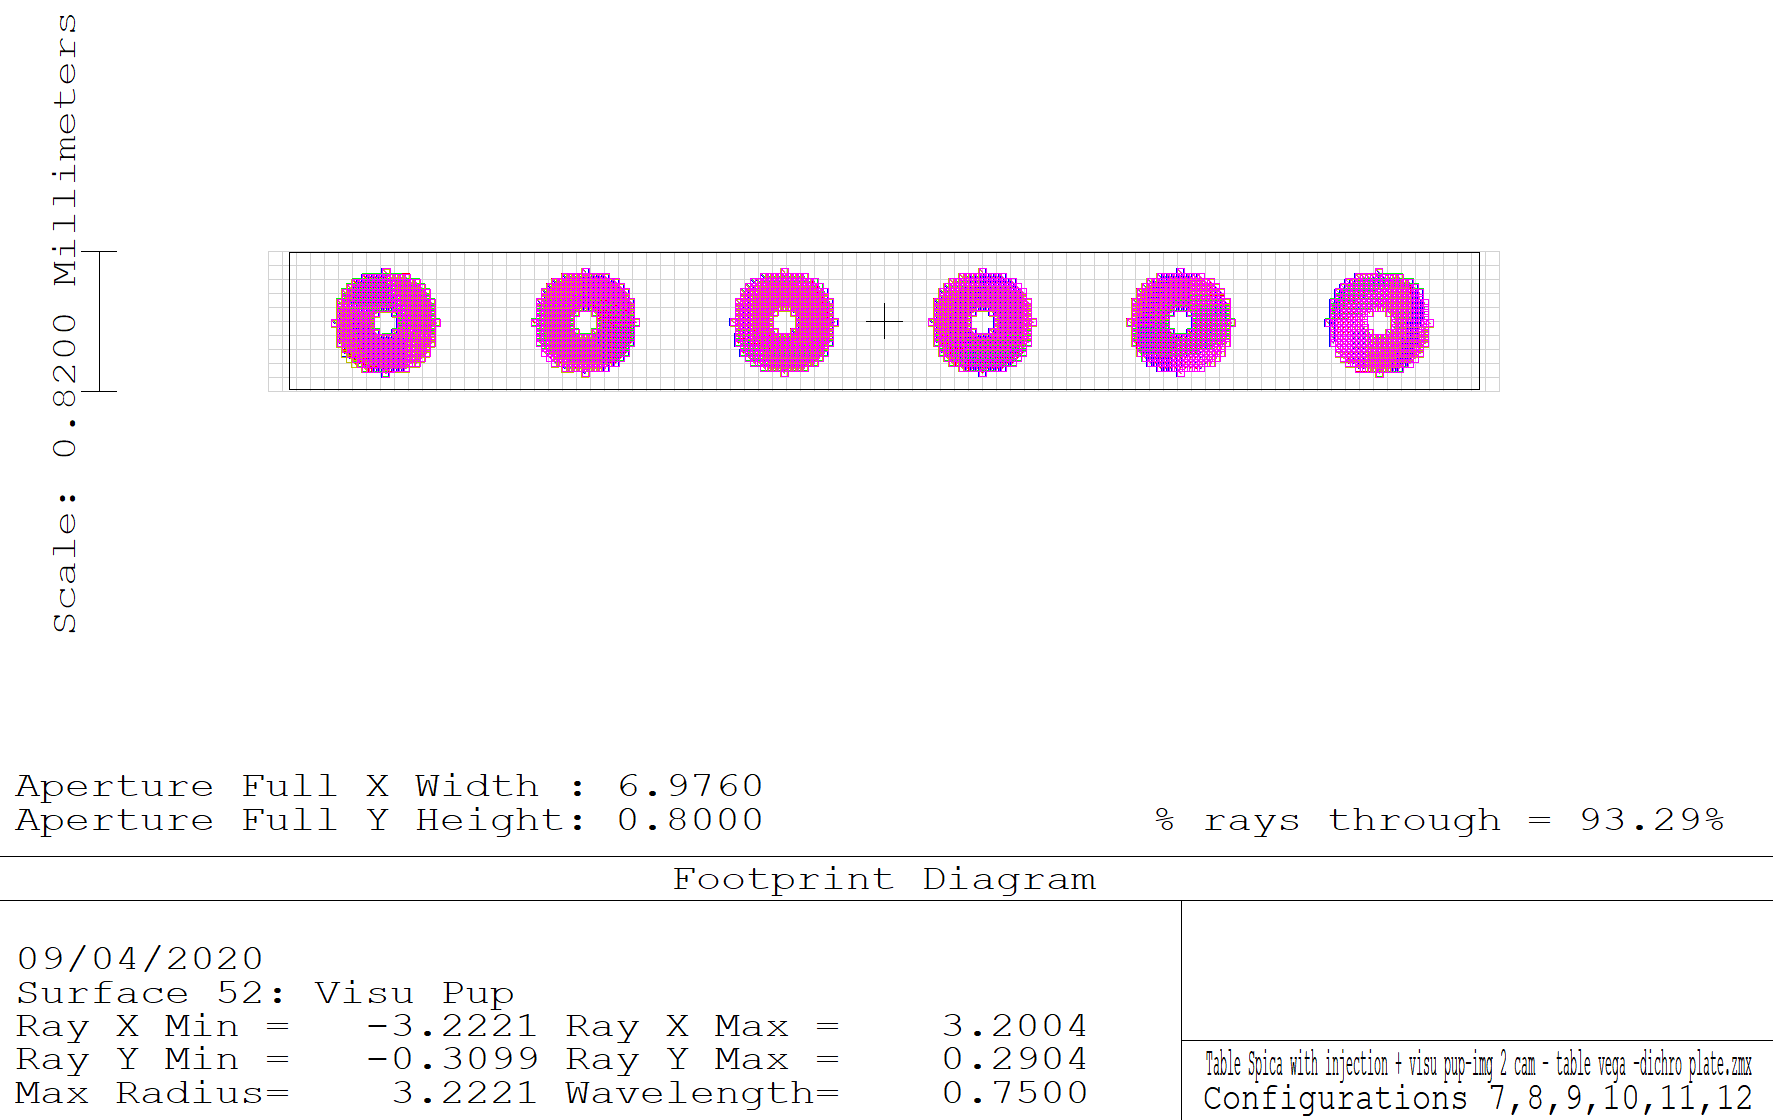 Scale: 0.8200 Millimeters
Aperture Full X Width : 6.9760
Aperture Full Y Height: 0.8000
% rays through = 93.29%
Footprint Diagram
09/04/2020
Surface 52: Visu Pup
Ray X Min = -3.2221 Ray X Max = 3.2004
Ray Y Min = -0.3099 Ray Y Max = 0.2904
Max Radius= 3.2221 Wavelength= 0.7500
Table Spica with injection + visu pup-img 2 cam - table vega -dichro plate.zmx
Configurations 7,8,9,10,11,12